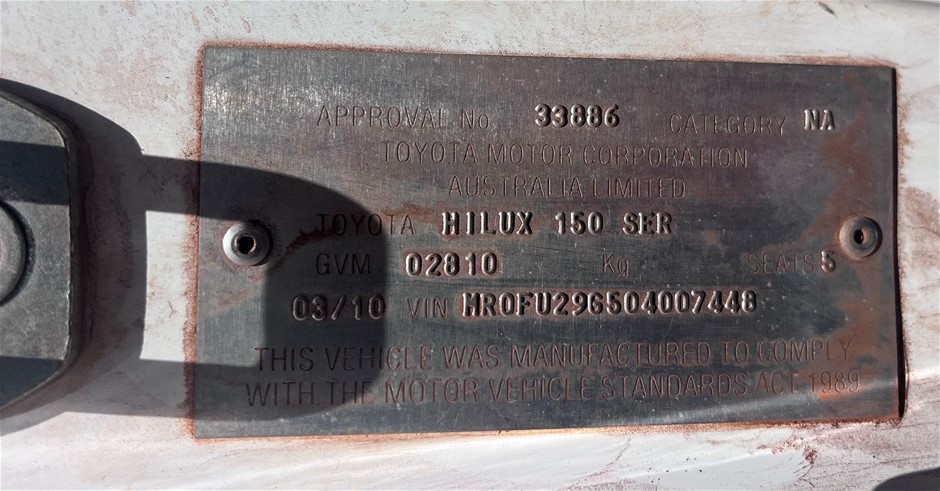 APPROVAL No 33886 CATEGORY NA
TOYOTA MOTOR CORPORATION
AUSTRALIA LIMITED
TOYOTA HILUX 150 SER
GVM 02810 Kg SEATS 5
03/10 VIN MR0FU296504007448
THIS VEHICLE WAS MANUFACTURED TO COMPLY
WITH THE MOTOR VEHICLE STANDARDS ACT 1989